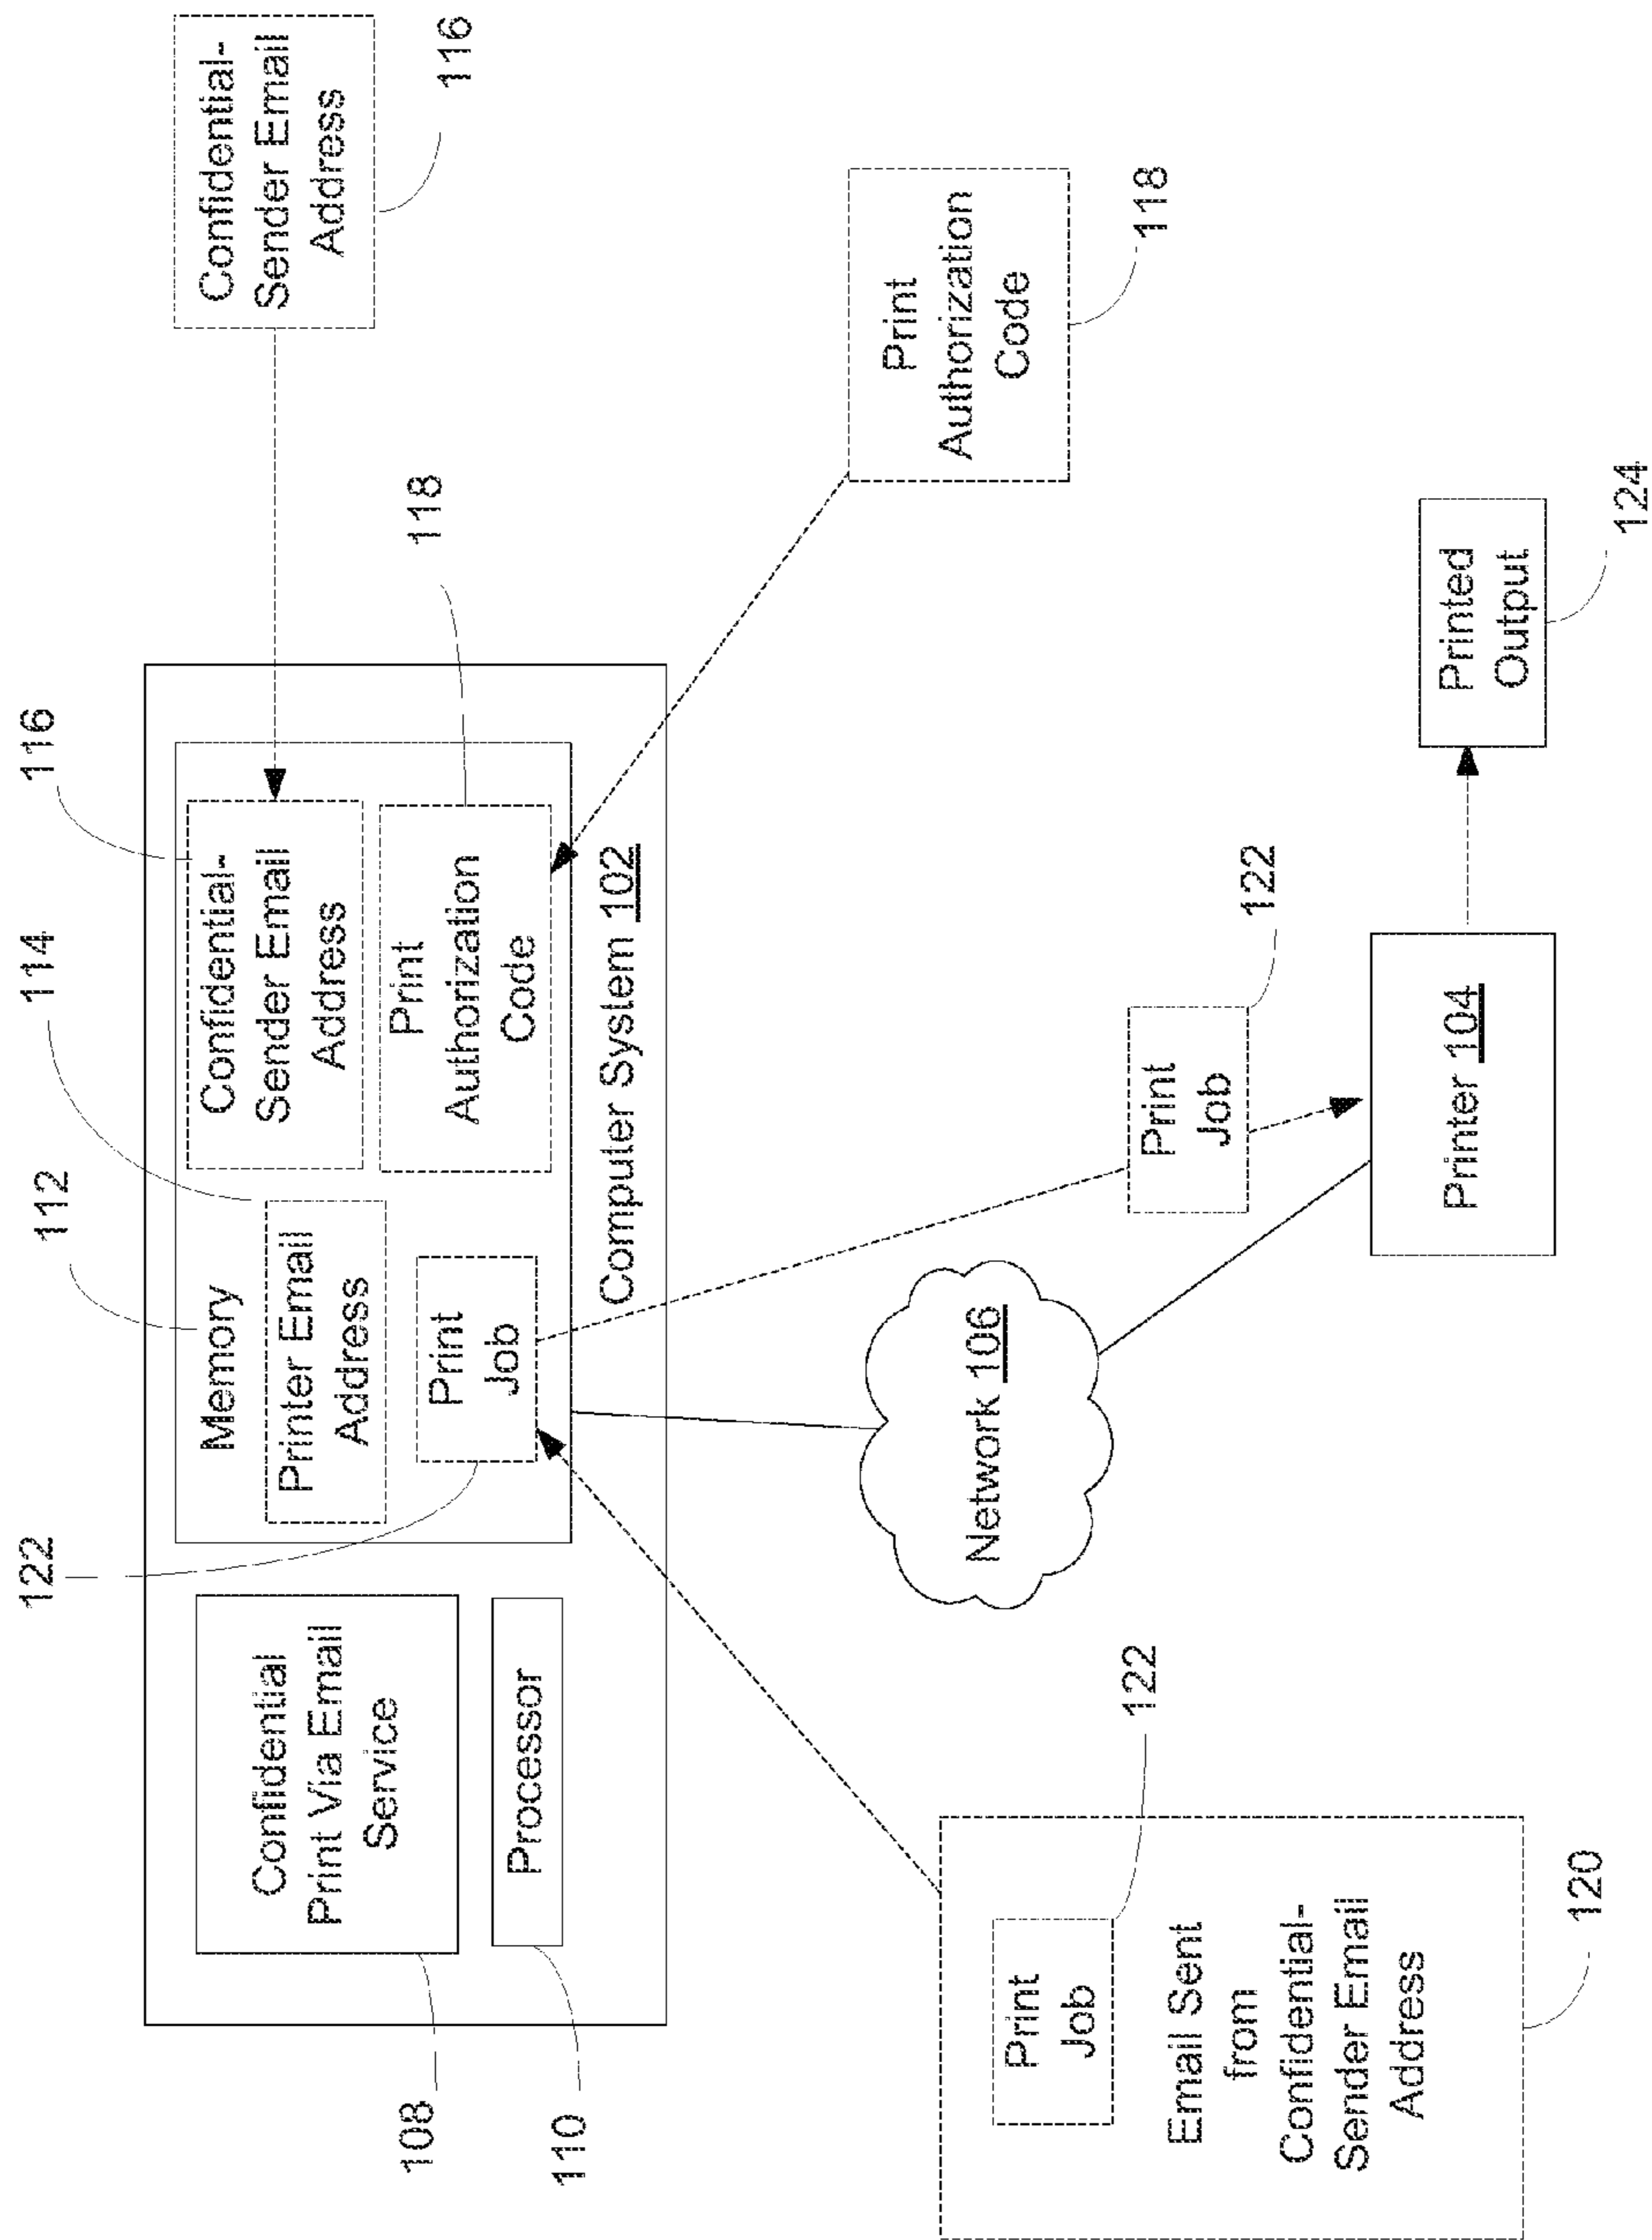 122
112
114
116
Confidential
Print Via Email
Service
Memory
Printer Email
Address
Confidential-
Sender Email
Address
Confidential-
Sender Email
Address
116
108
110
Processor
Print
Job
Print
Authorization
Code
118
Computer System 102
Print
Authorization
Code
118
Network 106
Print
Job
122
Email Sent
from
Confidential-
Sender Email
Address
120
Print
Job
122
Printer 104
Printed
Output
124